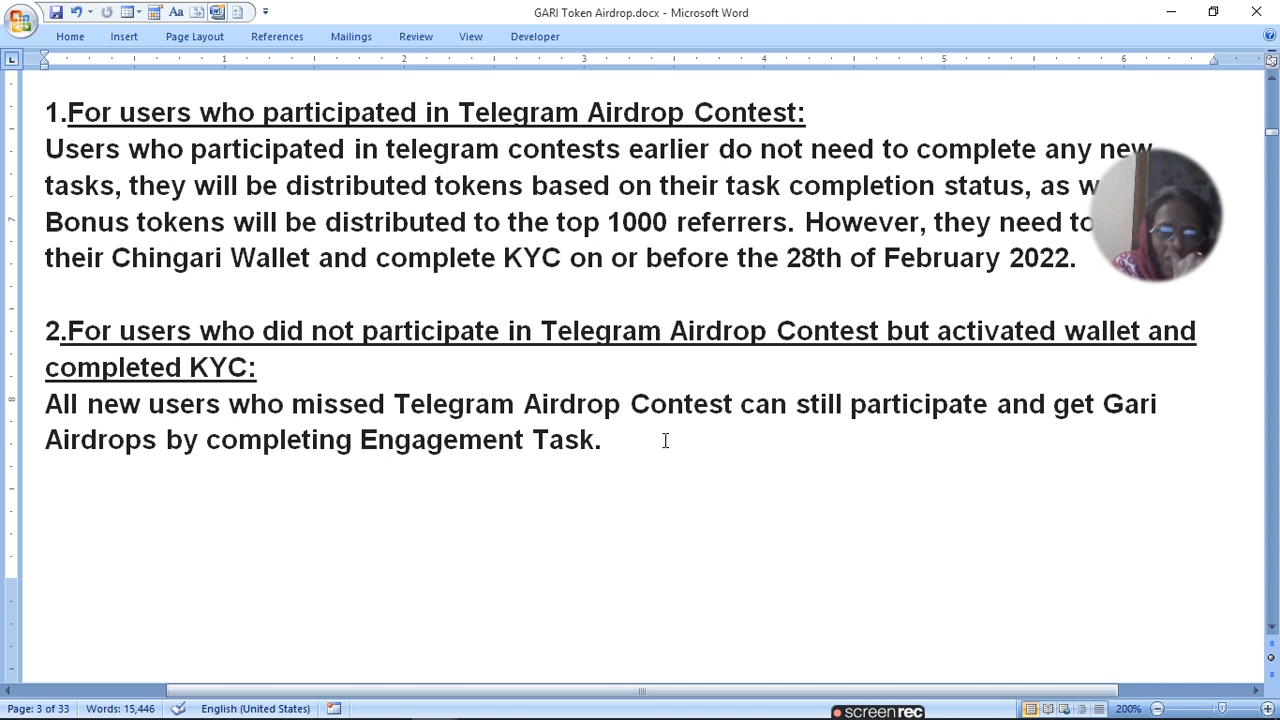 GARI Token Airdrop.docx - Microsoft Word
Home Insert Page Layout References Mailings Review View Developer
1 2 3 4 5 6
1.For users who participated in Telegram Airdrop Contest:
Users who participated in telegram contests earlier do not need to complete any new
tasks, they will be distributed tokens based on their task completion status, as
Bonus tokens will be distributed to the top 1000 referrers. However, they need to
their Chingari Wallet and complete KYC on or before the 28th of February 2022.
2.For users who did not participate in Telegram Airdrop Contest but activated wallet and
completed KYC:
All new users who missed Telegram Airdrop Contest can still participate and get Gari
Airdrops by completing Engagement Task.
Page: 3 of 33 Words: 15,446 English (United States) 200%
screenrec